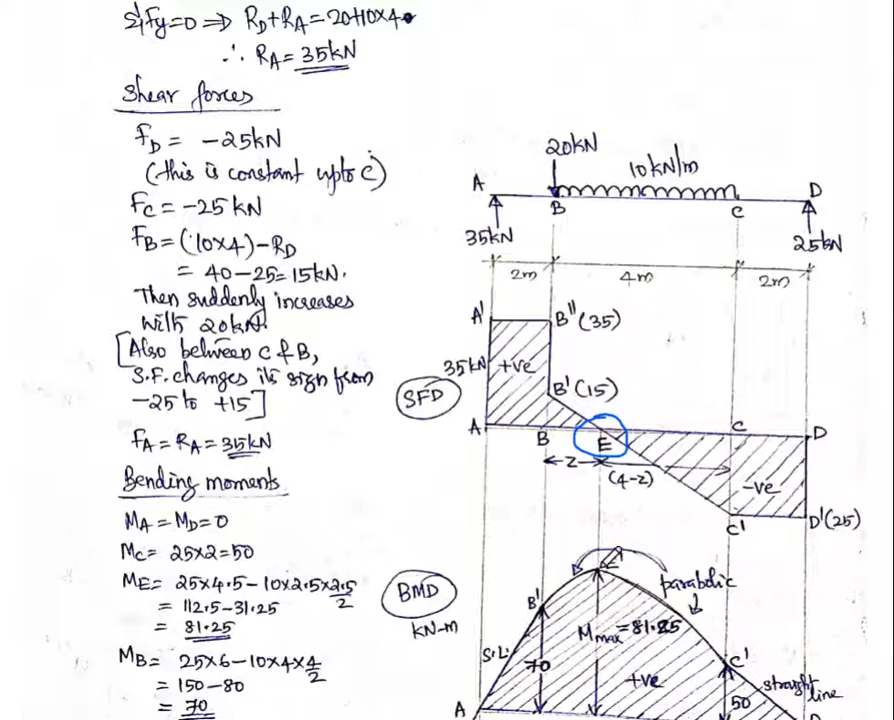 ΣFy=0 ⇒ RD+RA=20+10×4
∴ RA=35kN
Shear forces
FD = -25kN
(this is constant upto C)
FC = -25 kN
FB = (10×4)-RD
= 40-25=15kN.
Then suddenly increases
with 20kN.
[Also between C & B,
S.F. changes its sign from
-25 to +15]
FA=RA=35kN
Bending moments
MA=MD=0
MC= 25×2=50
ME= 25×4.5-10×2.5×2.5/2
= 112.5-31.25
= 81.25
MB= 25×6-10×4×4/2
= 150-80
= 70
20kN
10kN/m
A B C D
35kN 25kN
2m 4m 2m
A' B''(35)
35kN +ve
B'(15)
SFD
A B E C D
z (4-z)
-ve
C' D'(25)
BMD
kN-m
E'
parabolic
B'
Mmax=81.25
S.Li
70
+ve
C'
50
straight
line
A D